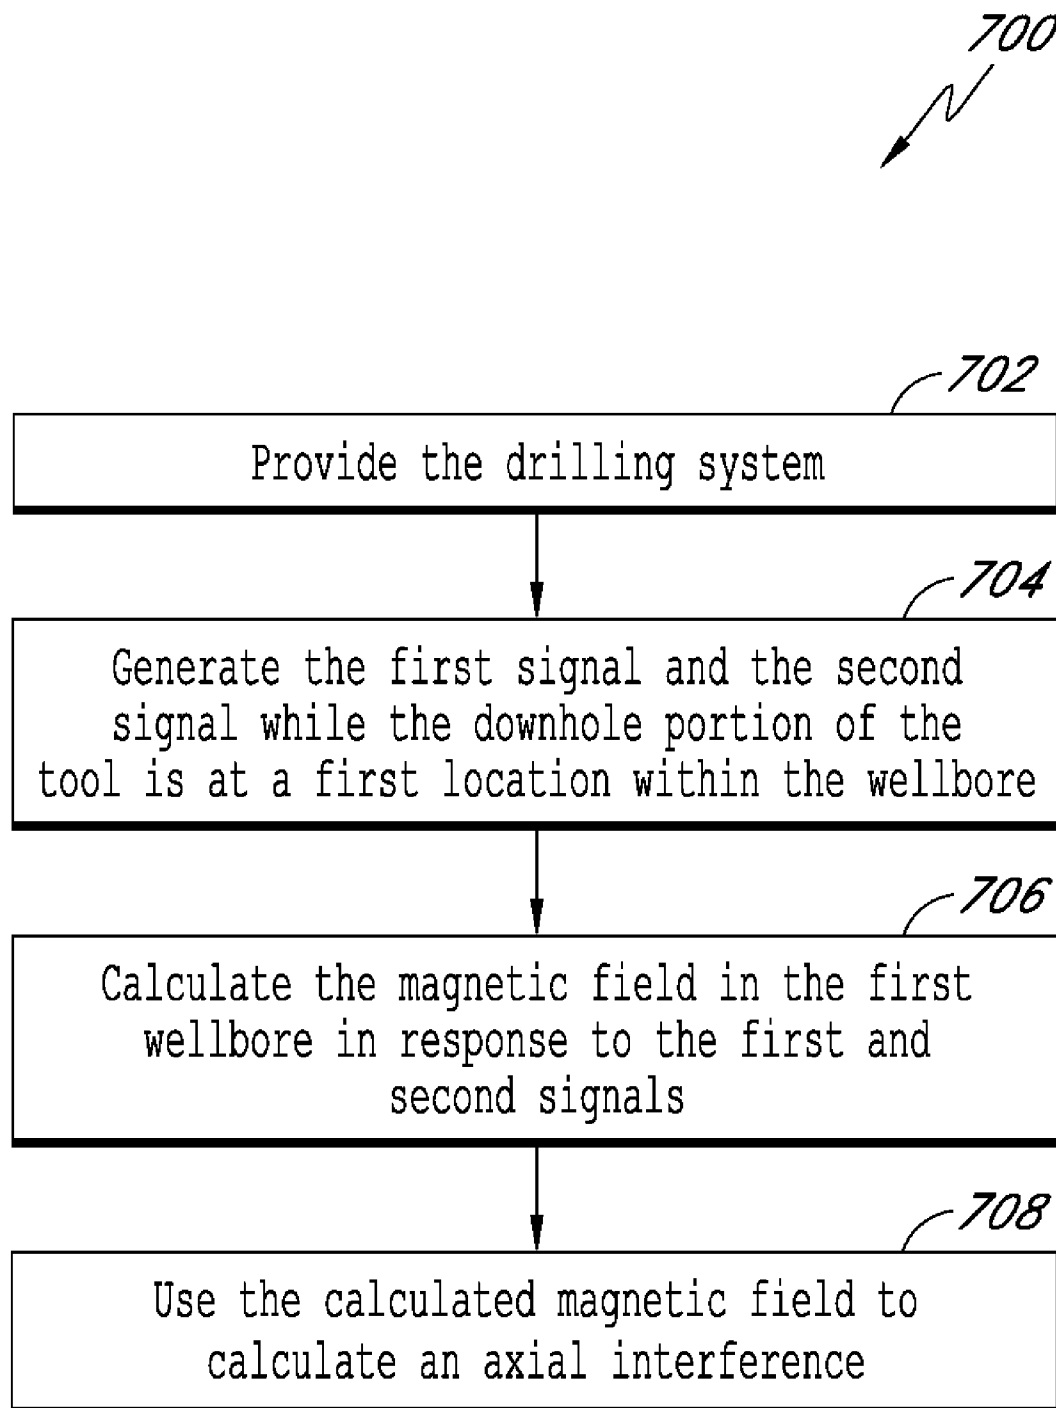 700
702
Provide the drilling system
704
Generate the first signal and the second
signal while the downhole portion of the
tool is at a first location within the wellbore
706
Calculate the magnetic field in the first
wellbore in response to the first and
second signals
708
Use the calculated magnetic field to
calculate an axial interference